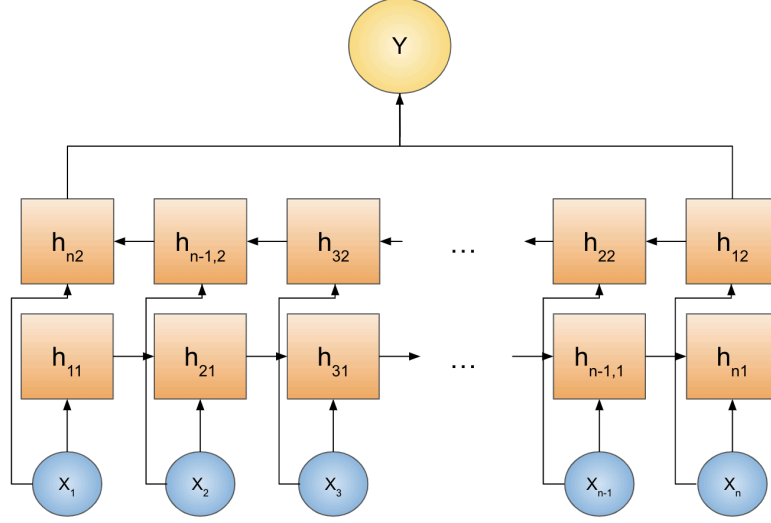 Y
hₙ₂ hₙ₋₁,₂ h₃₂ ... h₂₂ h₁₂
h₁₁ h₂₁ h₃₁ ... hₙ₋₁,₁ hₙ₁
X₁ X₂ X₃ Xₙ₋₁ Xₙ